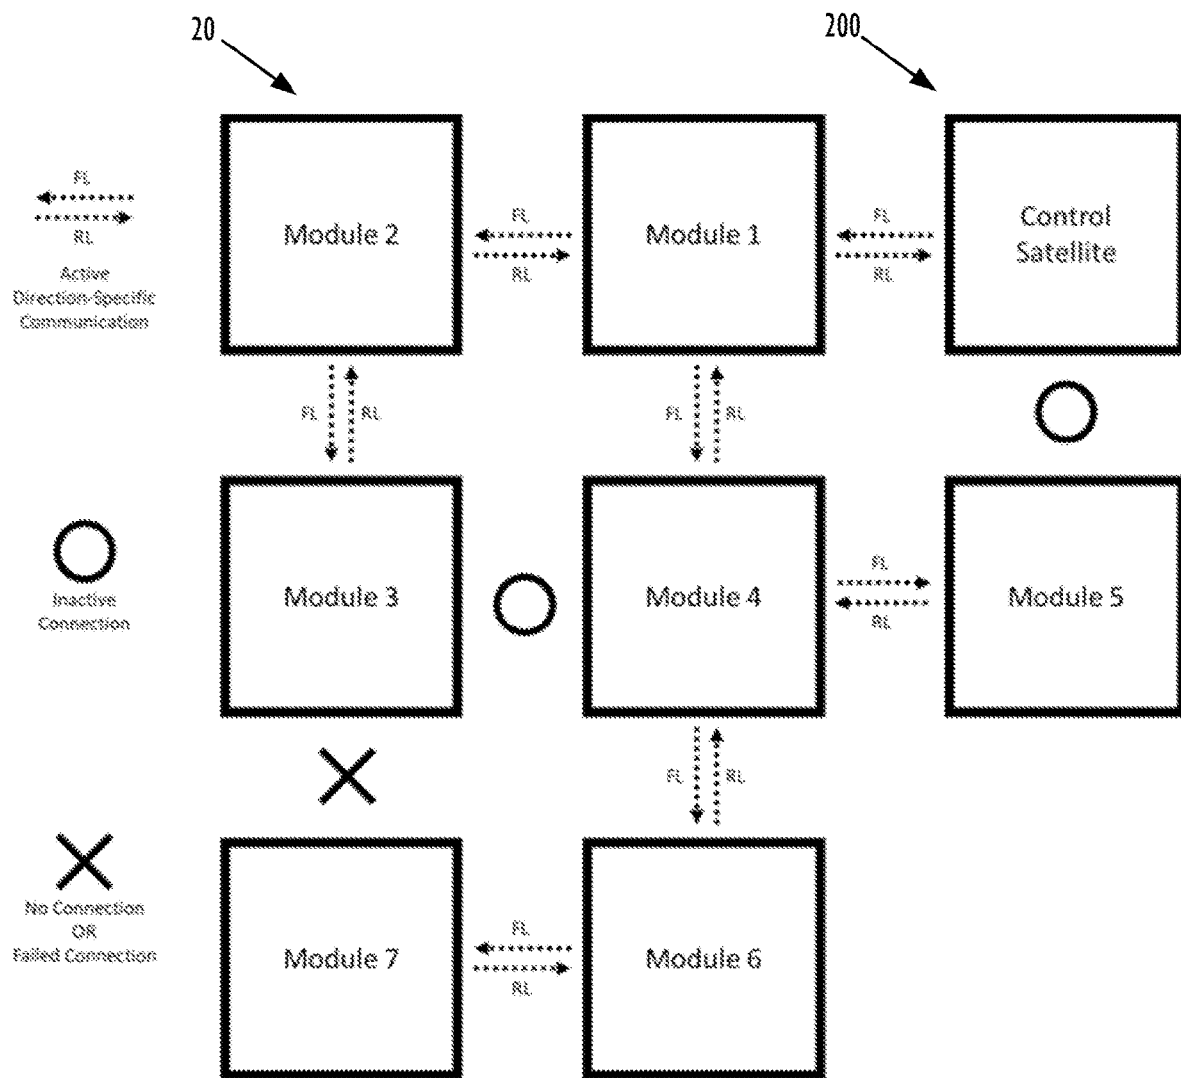 20
200
FL
RL
Active
Direction-Specific
Communication
Module 2
FL
RL
Module 1
FL
RL
Control
Satellite
FL
RL
FL
RL
Inactive
Connection
Module 3
Module 4
FL
RL
Module 5
FL
RL
No Connection
OR
Failed Connection
Module 7
FL
RL
Module 6